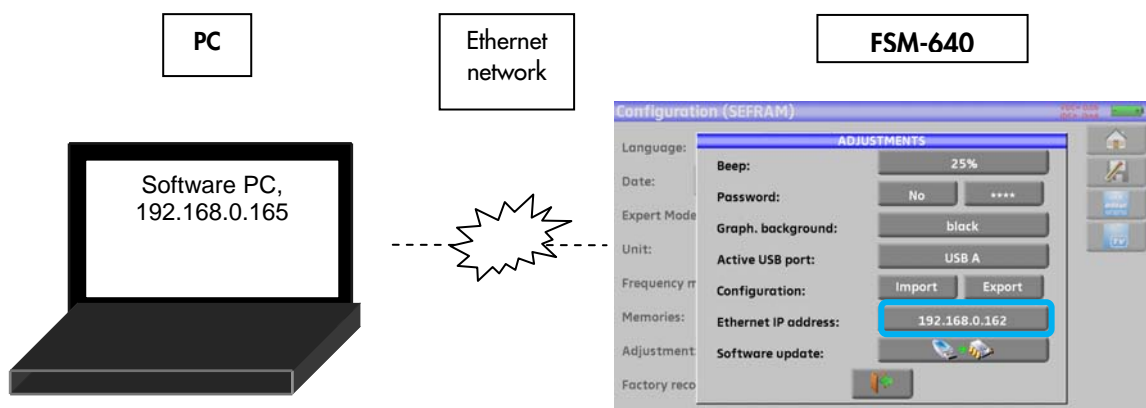 PC
Ethernet
network
FSM-640
Software PC,
192.168.0.165
Configuration (SEFRAM)
ADJUSTMENTS
Language:
Date:
Expert Mode
Unit:
Frequency m
Memories:
Adjustment
Factory reco
Beep:
25%
Password:
No
****
Graph. background:
black
Active USB port:
USB A
Configuration:
Import
Export
Ethernet IP address:
192.168.0.162
Software update:
TV